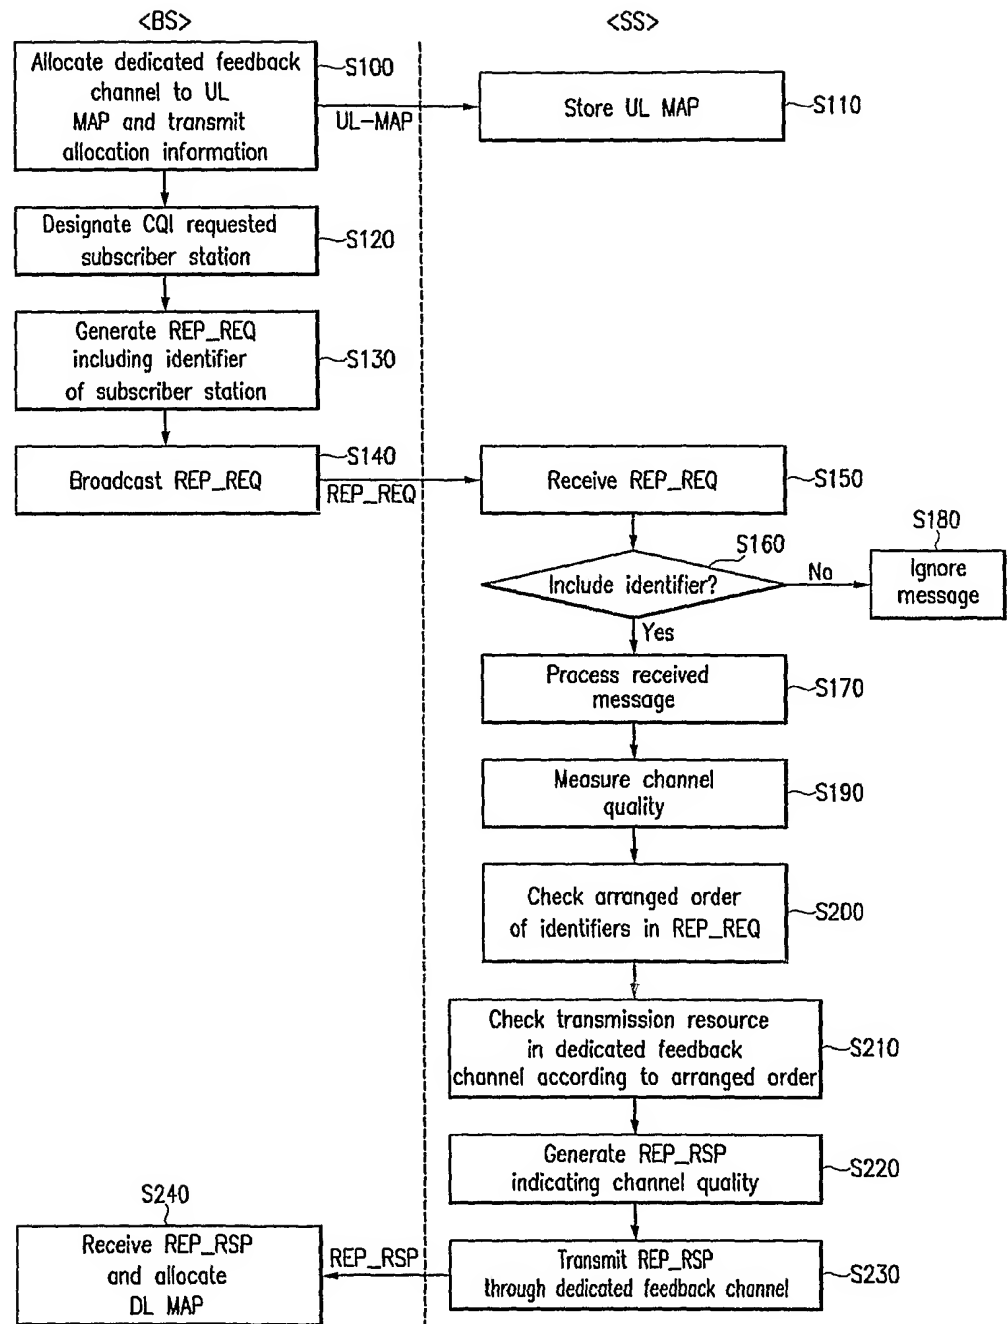 <BS>
<SS>
Allocate dedicated feedback
channel to UL
MAP and transmit
allocation information
S100
UL-MAP
Store UL MAP
S110
Designate CQI requested
subscriber station
S120
Generate REP_REQ
including identifier
of subscriber station
S130
Broadcast REP_REQ
S140
REP_REQ
Receive REP_REQ
S150
Include identifier?
S160
No
S180
Ignore
message
Yes
Process received
message
S170
Measure channel
quality
S190
Check arranged order
of identifiers in REP_REQ
S200
Check transmission resource
in dedicated feedback
channel according to arranged order
S210
Generate REP_RSP
indicating channel quality
S220
Transmit REP_RSP
through dedicated feedback channel
S230
REP_RSP
S240
Receive REP_RSP
and allocate
DL MAP